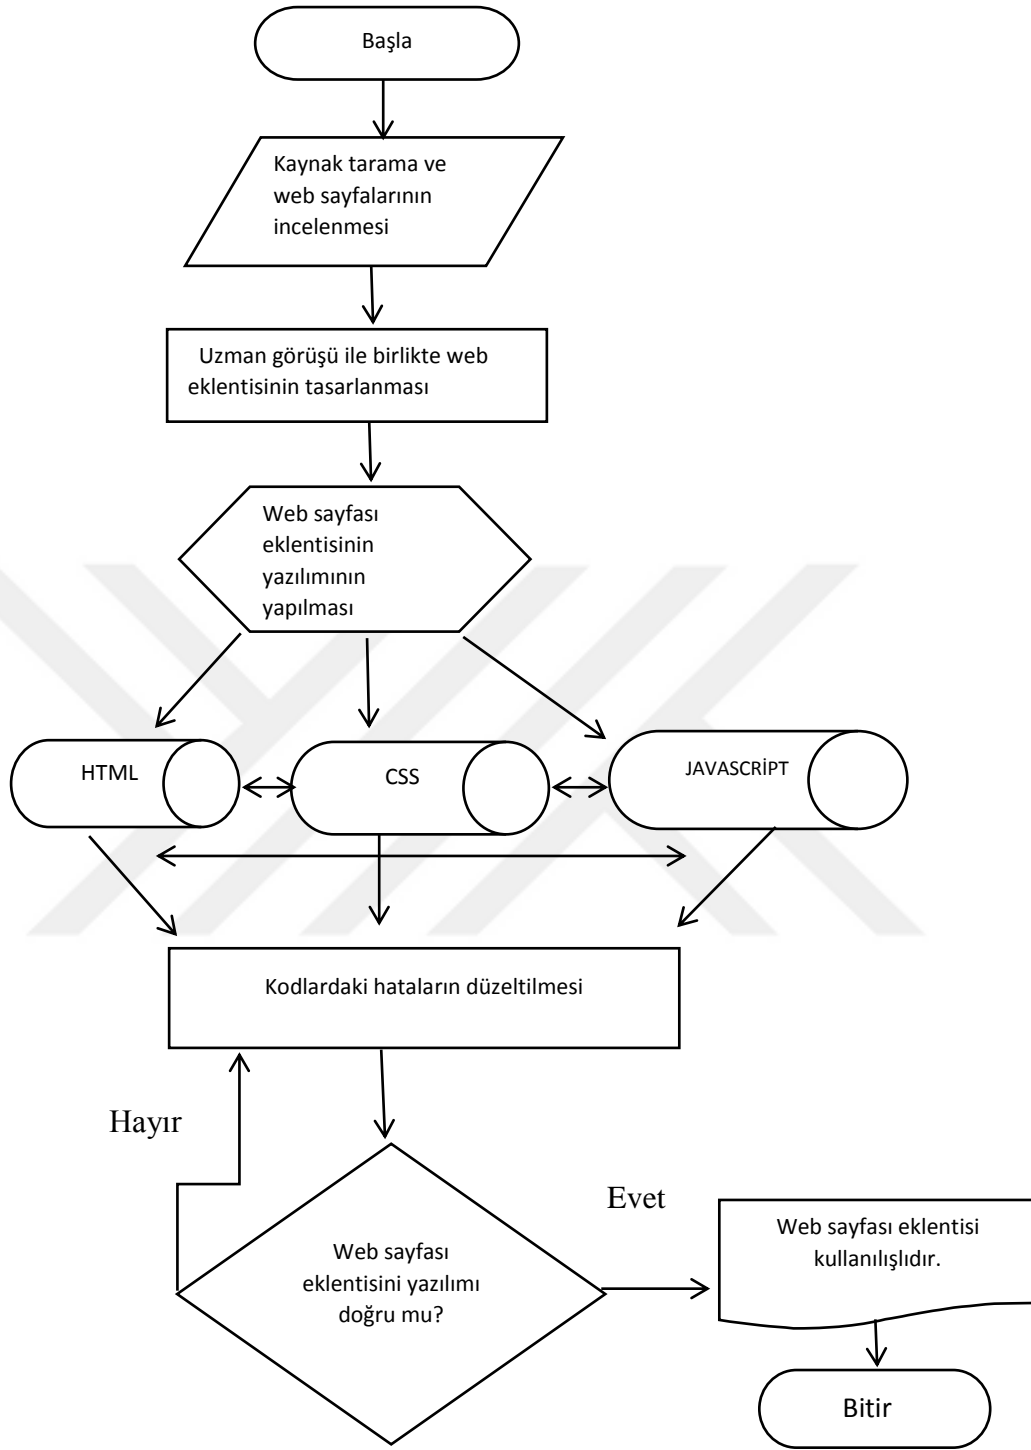 Başla
Kaynak tarama ve
web sayfalarının
incelenmesi
Uzman görüşü ile birlikte web
eklentisinin tasarlanması
Web sayfası
eklentisinin
yazılımının
yapılması
HTML
CSS
JAVASCRİPT
Kodlardaki hataların düzeltilmesi
Hayır
Evet
Web sayfası
eklentisini yazılımı
doğru mu?
Web sayfası eklentisi
kullanılışlıdır.
Bitir